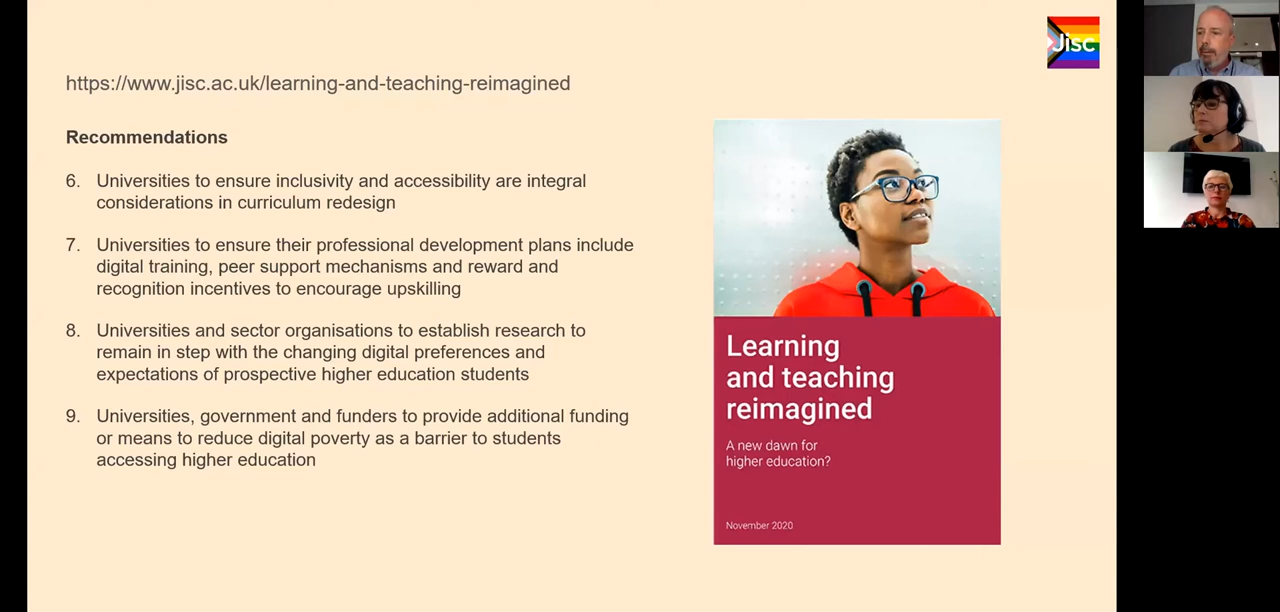 Jisc
https://www.jisc.ac.uk/learning-and-teaching-reimagined
Recommendations
6. Universities to ensure inclusivity and accessibility are integral
considerations in curriculum redesign
7. Universities to ensure their professional development plans include
digital training, peer support mechanisms and reward and
recognition incentives to encourage upskilling
8. Universities and sector organisations to establish research to
remain in step with the changing digital preferences and
expectations of prospective higher education students
9. Universities, government and funders to provide additional funding
or means to reduce digital poverty as a barrier to students
accessing higher education
Learning
and teaching
reimagined
A new dawn for
higher education?
November 2020